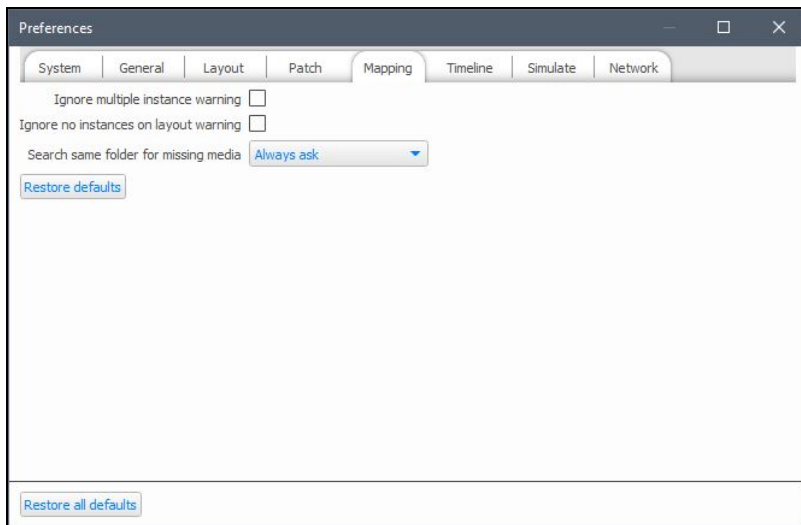 Preferences
System General Layout Patch Mapping Timeline Simulate Network
Ignore multiple instance warning
Ignore no instances on layout warning
Search same folder for missing media Always ask
Restore defaults
Restore all defaults